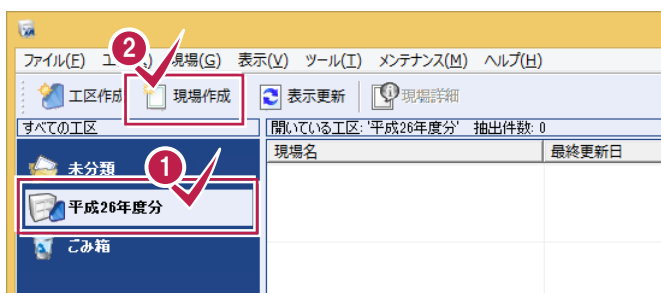 ファイル(F) 現場(G) 表示(V) ツール(T) メンテナンス(M) ヘルプ(H)
2
工区作成 現場作成 表示更新 現場詳細
すべての工区 開いている工区: '平成26年度分' 抽出件数: 0
現場名 最終更新日
未分類
1
平成26年度分
ごみ箱